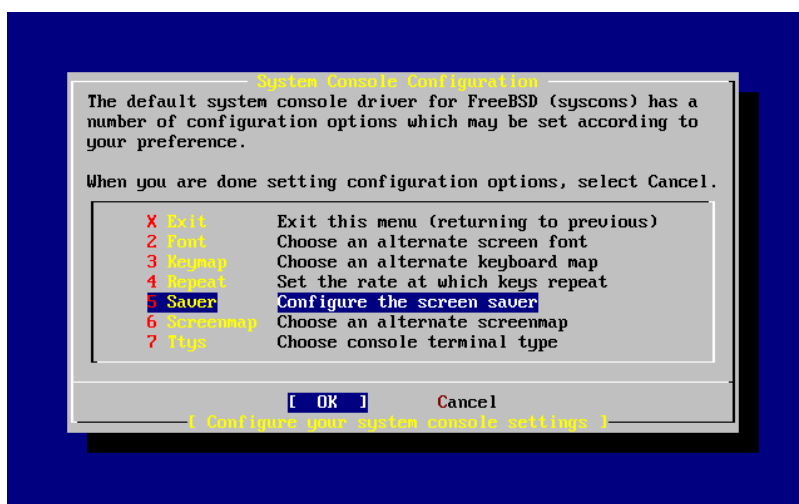 System Console Configuration
The default system console driver for FreeBSD (syscons) has a
number of configuration options which may be set according to
your preference.
When you are done setting configuration options, select Cancel.
X Exit Exit this menu (returning to previous)
2 Font Choose an alternate screen font
3 Keymap Choose an alternate keyboard map
4 Repeat Set the rate at which keys repeat
5 Saver Configure the screen saver
6 Screenmap Choose an alternate screenmap
7 Ttys Choose console terminal type
[ OK ] Cancel
[ Configure your system console settings ]